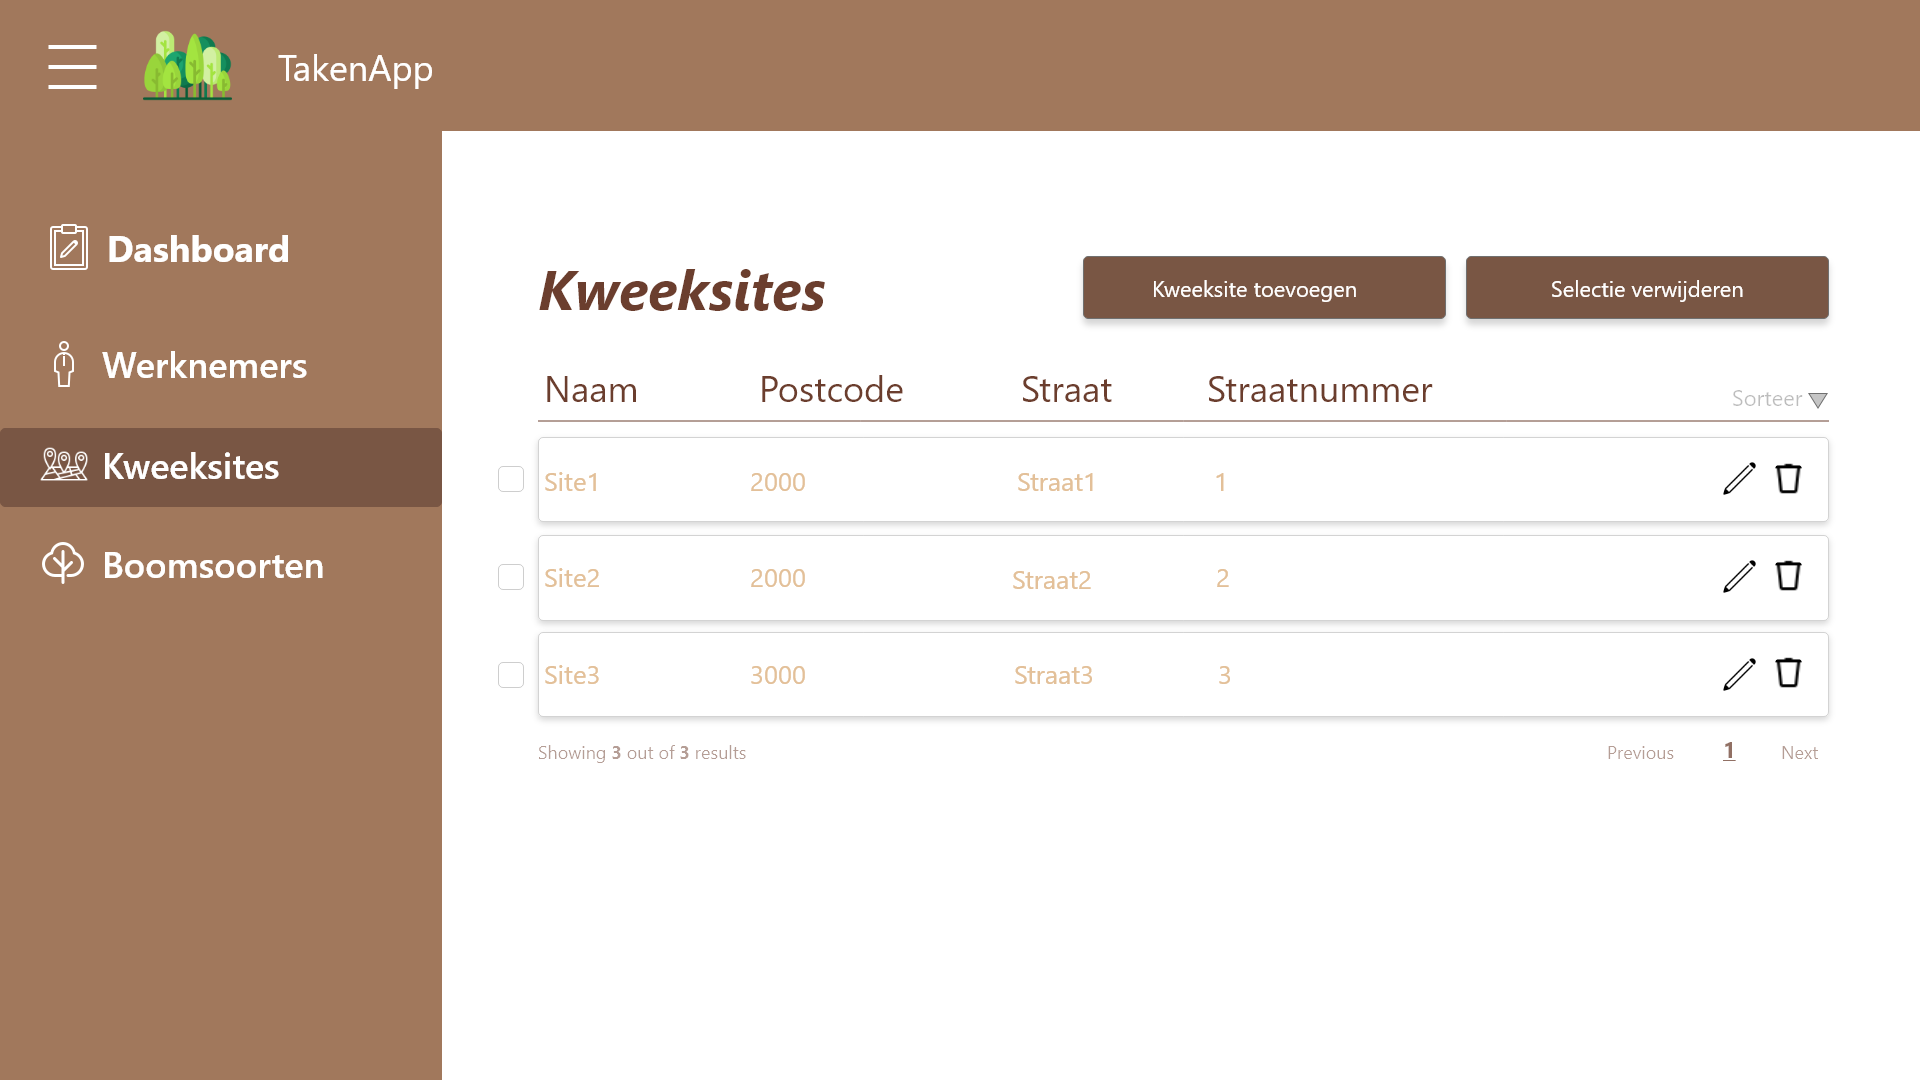 TakenApp
Dashboard
Werknemers
Kweeksites
Boomsoorten
Kweeksites
Kweeksite toevoegen
Selectie verwijderen
Naam Postcode Straat Straatnummer Sorteer
Site1 2000 Straat1 1
Site2 2000 Straat2 2
Site3 3000 Straat3 3
Showing 3 out of 3 results
Previous 1 Next